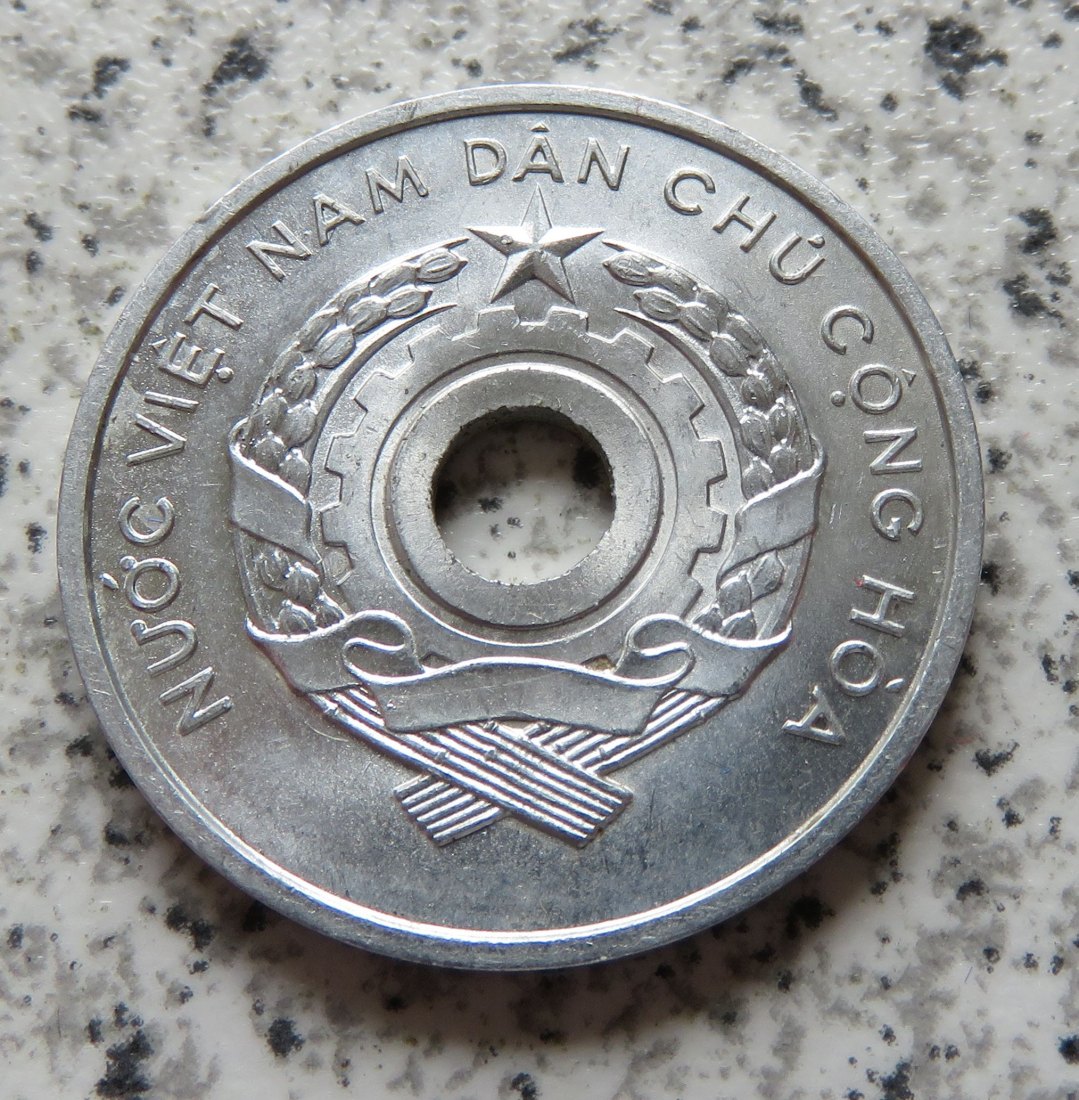 NƯỚC VIỆT NAM DÂN CHỦ CỘNG HÒA